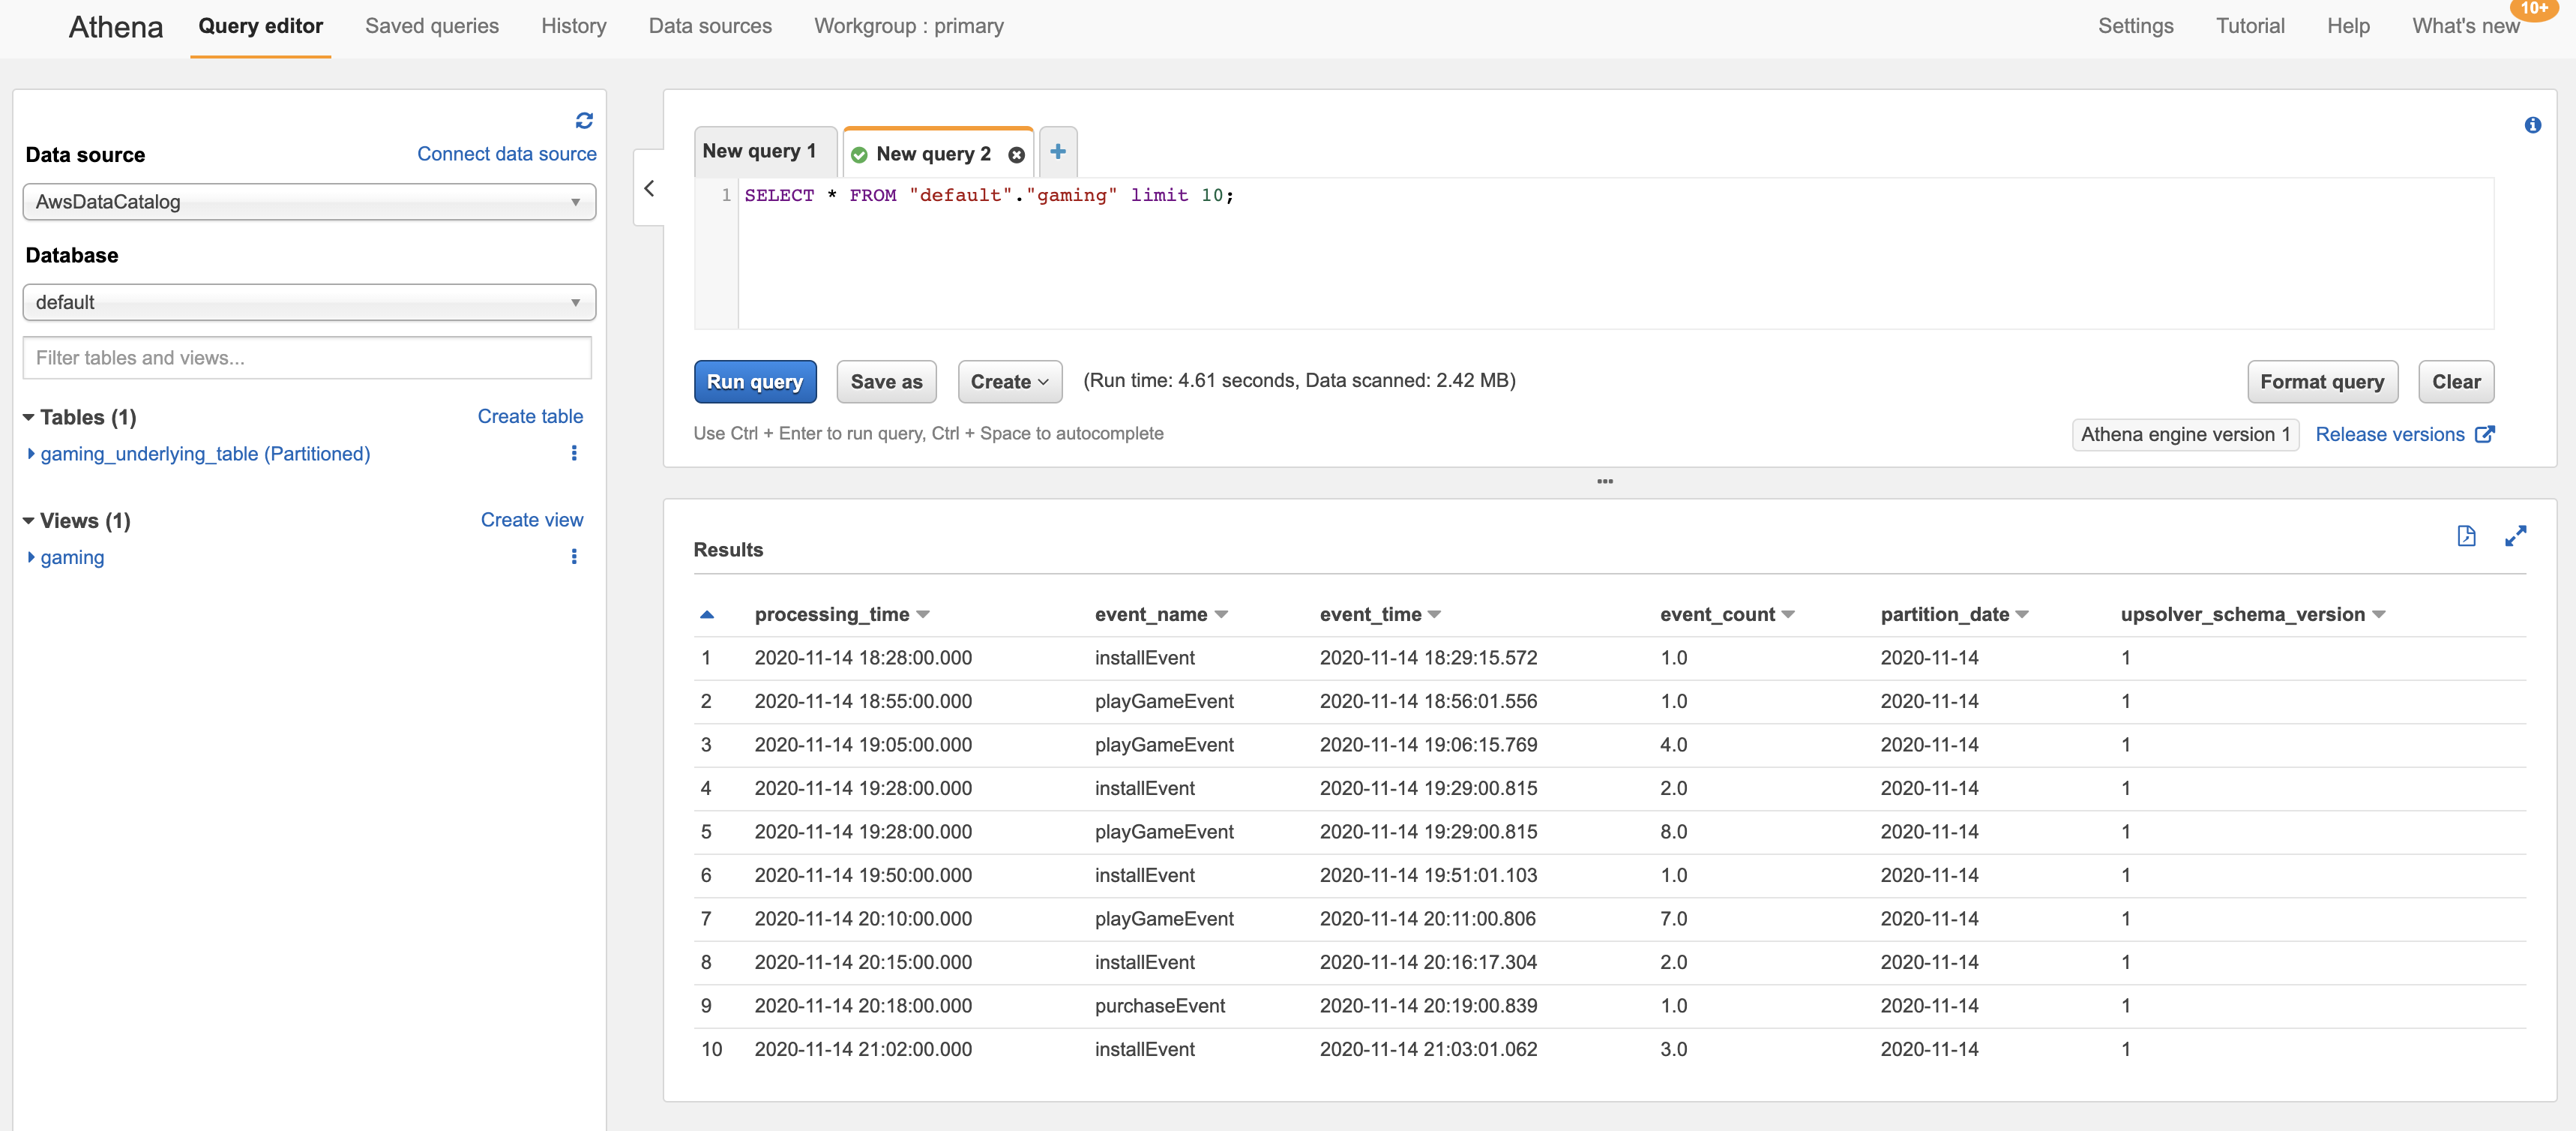 Athena Query editor Saved queries History Data sources Workgroup : primary Settings Tutorial Help What's new 10+
Data source Connect data source
AwsDataCatalog
Database
default
Filter tables and views...
Tables (1) Create table
gaming_underlying_table (Partitioned)
Views (1) Create view
gaming
New query 1 New query 2
1 SELECT * FROM "default"."gaming" limit 10;
Run query Save as Create (Run time: 4.61 seconds, Data scanned: 2.42 MB) Format query Clear
Use Ctrl + Enter to run query, Ctrl + Space to autocomplete Athena engine version 1 Release versions
Results
processing_time event_name event_time event_count partition_date upsolver_schema_version
1 2020-11-14 18:28:00.000 installEvent 2020-11-14 18:29:15.572 1.0 2020-11-14 1
2 2020-11-14 18:55:00.000 playGameEvent 2020-11-14 18:56:01.556 1.0 2020-11-14 1
3 2020-11-14 19:05:00.000 playGameEvent 2020-11-14 19:06:15.769 4.0 2020-11-14 1
4 2020-11-14 19:28:00.000 installEvent 2020-11-14 19:29:00.815 2.0 2020-11-14 1
5 2020-11-14 19:28:00.000 playGameEvent 2020-11-14 19:29:00.815 8.0 2020-11-14 1
6 2020-11-14 19:50:00.000 installEvent 2020-11-14 19:51:01.103 1.0 2020-11-14 1
7 2020-11-14 20:10:00.000 playGameEvent 2020-11-14 20:11:00.806 7.0 2020-11-14 1
8 2020-11-14 20:15:00.000 installEvent 2020-11-14 20:16:17.304 2.0 2020-11-14 1
9 2020-11-14 20:18:00.000 purchaseEvent 2020-11-14 20:19:00.839 1.0 2020-11-14 1
10 2020-11-14 21:02:00.000 installEvent 2020-11-14 21:03:01.062 3.0 2020-11-14 1